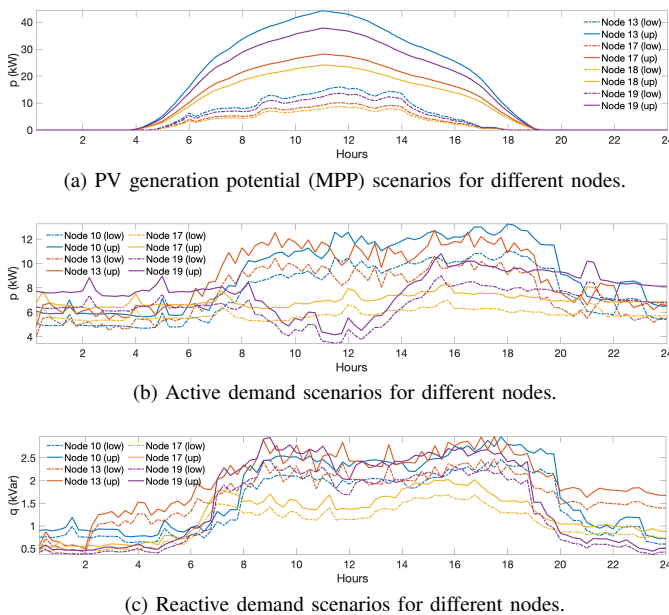 p (kW)
40
30
20
10
0
Node 13 (low)
Node 13 (up)
Node 17 (low)
Node 17 (up)
Node 18 (low)
Node 18 (up)
Node 19 (low)
Node 19 (up)
2 4 6 8 10 12 14 16 18 20 22 24
Hours
(a) PV generation potential (MPP) scenarios for different nodes.
p (kW)
12
10
8
6
4
Node 10 (low) Node 17 (low)
Node 10 (up) Node 17 (up)
Node 13 (low) Node 19 (low)
Node 13 (up) Node 19 (up)
2 4 6 8 10 12 14 16 18 20 22 24
Hours
(b) Active demand scenarios for different nodes.
q (kVar)
2.5
2
1.5
1
0.5
Node 10 (low) Node 17 (low)
Node 10 (up) Node 17 (up)
Node 13 (low) Node 19 (low)
Node 13 (up) Node 19 (up)
2 4 6 8 10 12 14 16 18 20 22 24
Hours
(c) Reactive demand scenarios for different nodes.